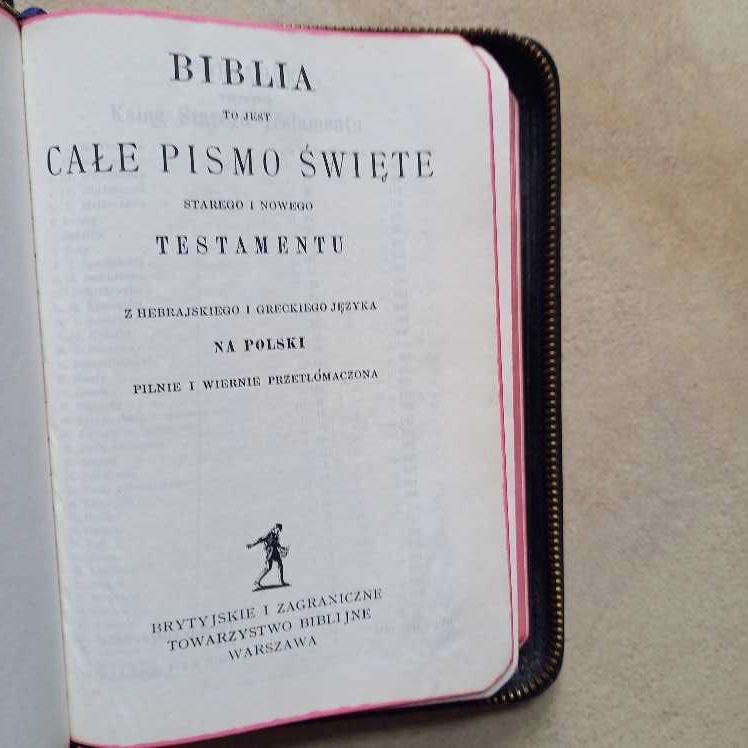 BIBLIA
TO JEST
CAŁE PISMO ŚWIĘTE
STAREGO I NOWEGO
TESTAMENTU
Z HEBRAJSKIEGO I GRECKIEGO JĘZYKA
NA POLSKI
PILNIE I WIERNIE PRZETŁÓMACZONA
BRYTYJSKIE I ZAGRANICZNE
TOWARZYSTWO BIBLIJNE
WARSZAWA